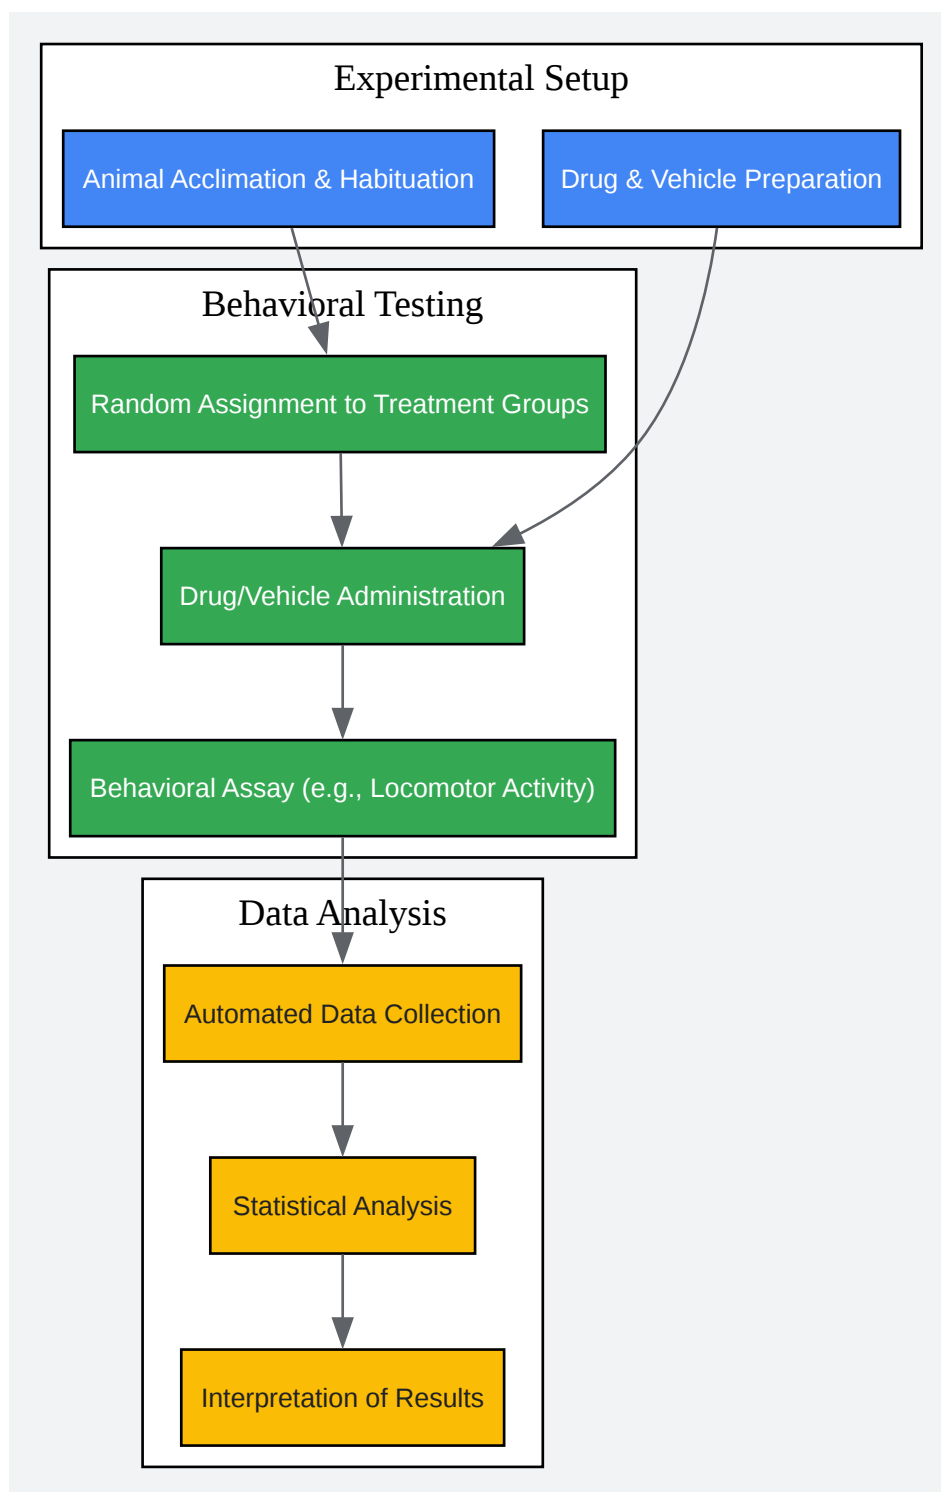 Experimental Setup
Animal Acclimation & Habituation
Drug & Vehicle Preparation
Behavioral Testing
Random Assignment to Treatment Groups
Drug/Vehicle Administration
Behavioral Assay (e.g., Locomotor Activity)
Data Analysis
Automated Data Collection
Statistical Analysis
Interpretation of Results